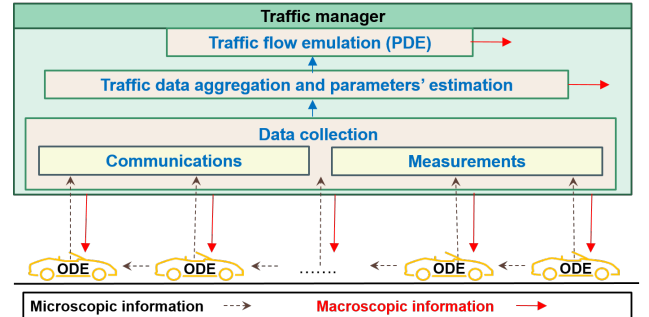 Traffic manager
Traffic flow emulation (PDE)
Traffic data aggregation and parameters' estimation
Data collection
Communications
Measurements
ODE
ODE
.......
ODE
ODE
Microscopic information
Macroscopic information